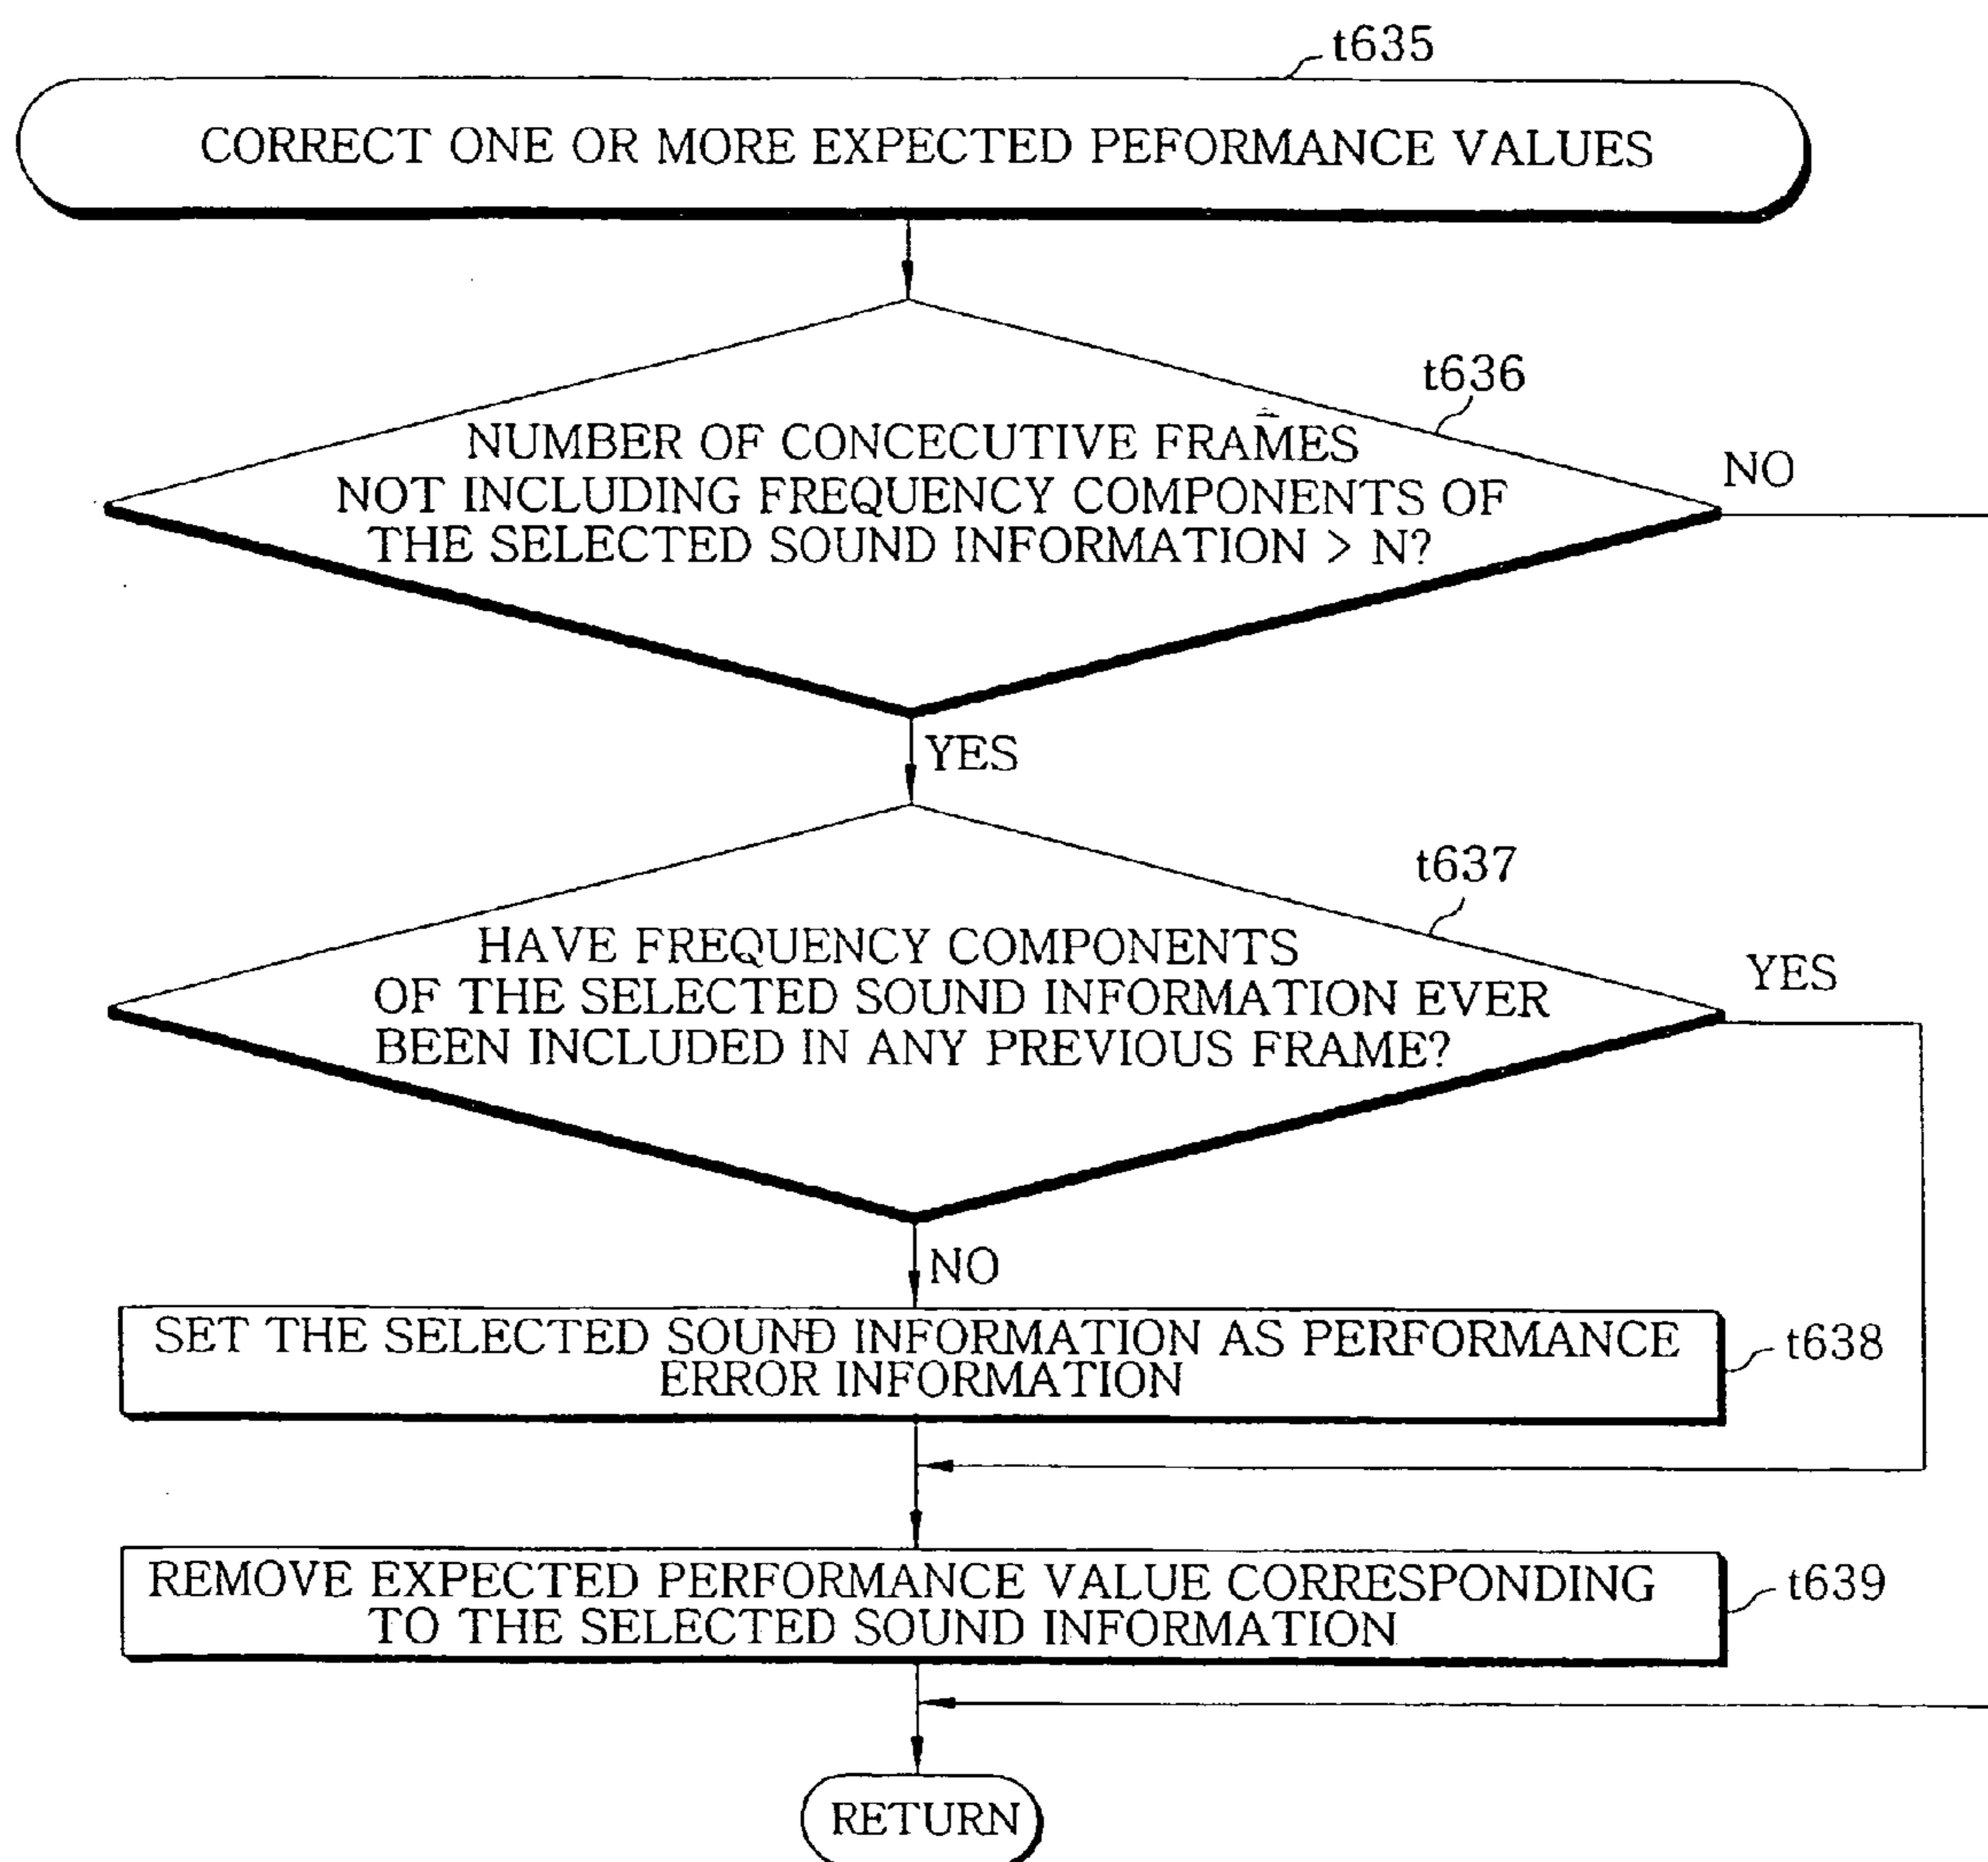 t635
CORRECT ONE OR MORE EXPECTED PEFORMANCE VALUES
t636
NUMBER OF CONCECUTIVE FRAMES
NOT INCLUDING FREQUENCY COMPONENTS OF
THE SELECTED SOUND INFORMATION > N?
NO
YES
t637
HAVE FREQUENCY COMPONENTS
OF THE SELECTED SOUND INFORMATION EVER
BEEN INCLUDED IN ANY PREVIOUS FRAME?
YES
NO
SET THE SELECTED SOUND INFORMATION AS PERFORMANCE
ERROR INFORMATION
t638
REMOVE EXPECTED PERFORMANCE VALUE CORRESPONDING
TO THE SELECTED SOUND INFORMATION
t639
RETURN